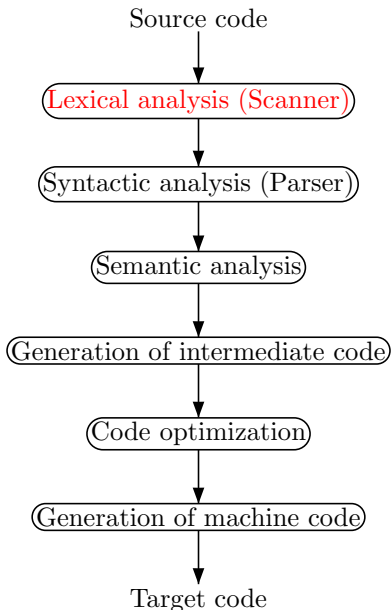 Source code
Lexical analysis (Scanner)
Syntactic analysis (Parser)
Semantic analysis
Generation of intermediate code
Code optimization
Generation of machine code
Target code